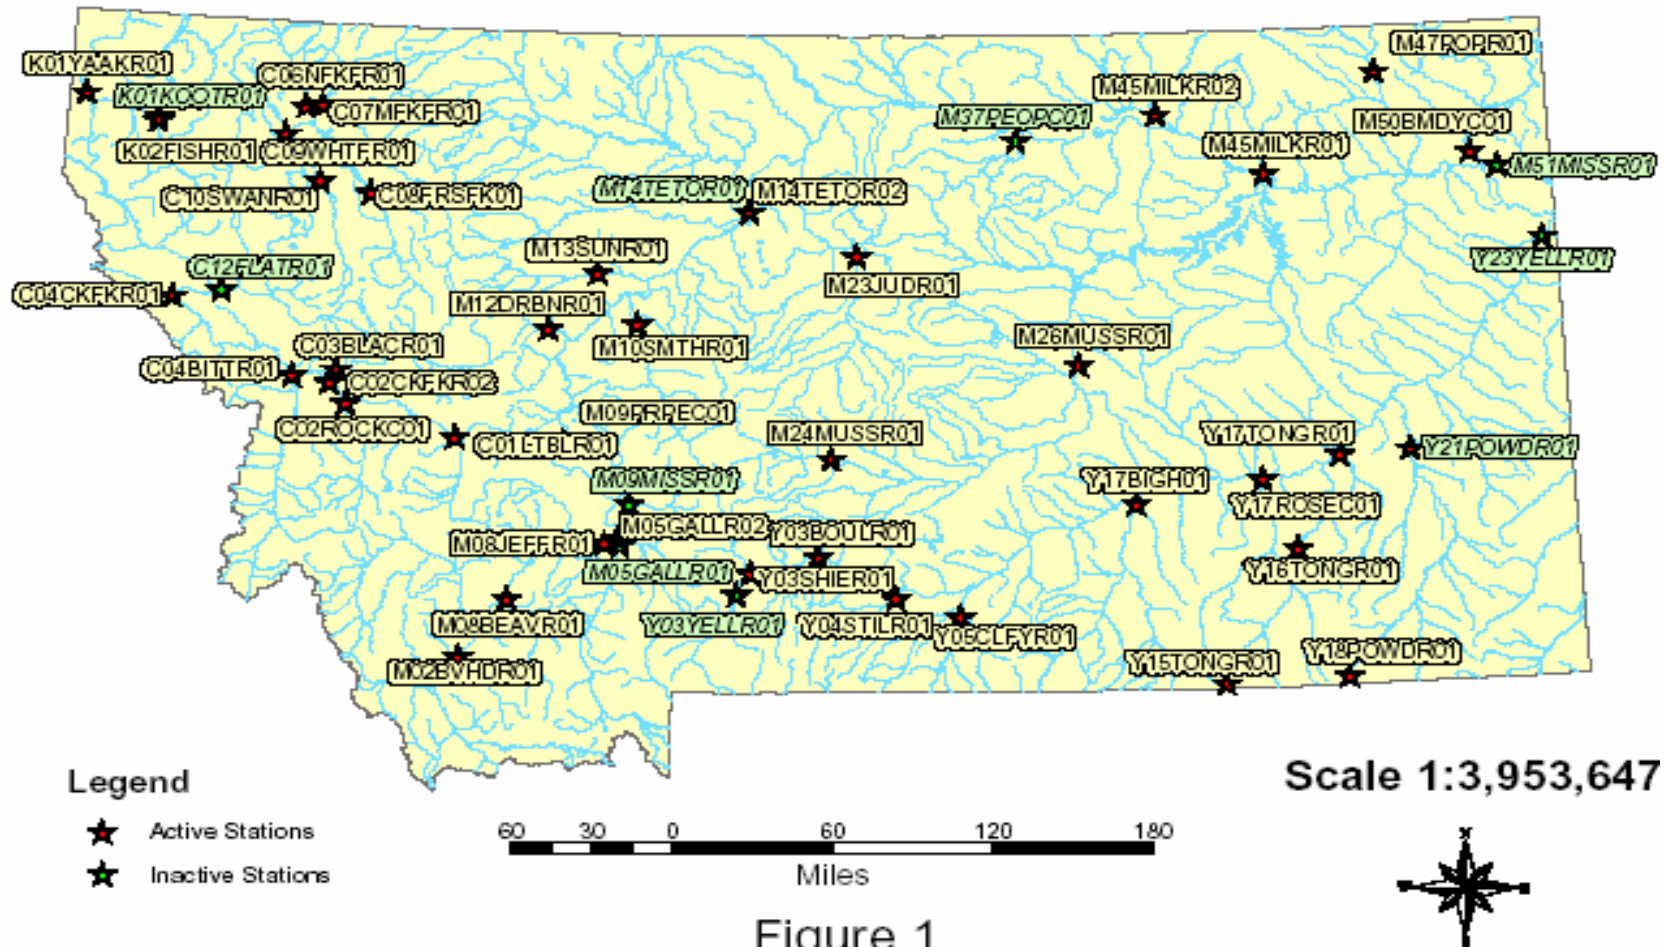 M47POPR01
K01YAAKR01
C06NFKFR01
M45MILKR02
K01KOOTR01
C07MFKFR01
M37PEOPC01
M50BMDYC01
K02FISHR01
C09WHTFR01
M45MILKR01
M51MISSR01
C10SWANR01
C08FRSFK01
M14TETOR01
M14TETOR02
M13SUNR01
Y23YELLR01
C12FLATR01
C04CKFKR01
M23JUDR01
M12DRBNR01
M26MUSSR01
C03BLACR01
M10SMTHR01
C04BITTR01
C02CKFKR02
M09PRPEC01
C02ROCKC01
C01LTBLR01
M24MUSSR01
Y17TONGR01
Y21POWDR01
M09MISSR01
Y17BIGH01
Y17ROSEC01
M05GALLR02
Y03BOULR01
M08JEFFR01
M05GALLR01
Y03SHIER01
Y16TONGR01
M08BEAVR01
Y03YELLR01
Y04STILR01
Y05CLFYR01
M02BVHDR01
Y15TONGR01
Y18POWDR01
Legend
Active Stations
Inactive Stations
60 30 0 60 120 180
Miles
Scale 1:3,953,647
N
Figure 1